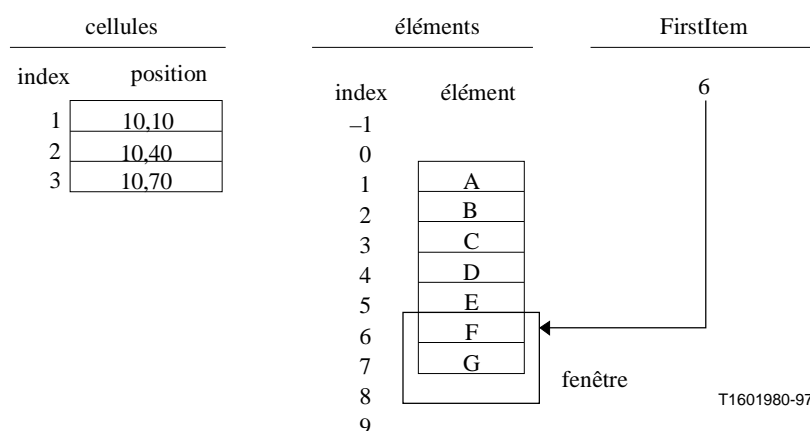 cellules
éléments
FirstItem
index position
1 10,10
2 10,40
3 10,70
index élément
–1
0
1 A
2 B
3 C
4 D
5 E
6 F
7 G
8
9
6
fenêtre
T1601980-97